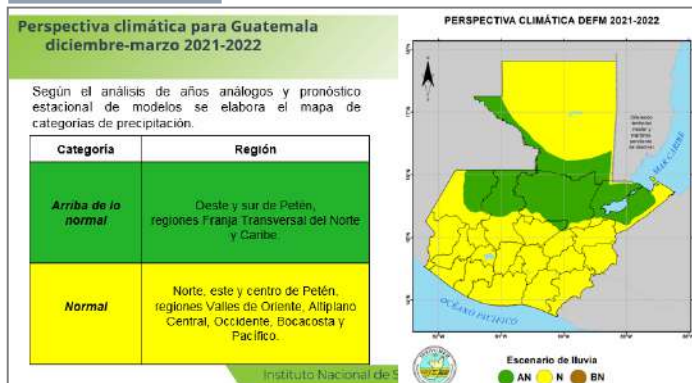 Perspectiva climática para Guatemala
diciembre-marzo 2021-2022
Según el análisis de años análogos y pronóstico
estacional de modelos se elabora el mapa de
categorías de precipitación.
Categoría
Región
Arriba de lo
normal
Oeste y sur de Petén,
regiones Franja Transversal del Norte
y Caribe.
Normal
Norte, este y centro de Petén,
regiones Valles de Oriente, Altiplano
Central, Occidente, Bocacosta y
Pacífico.
Instituto Nacional de S
PERSPECTIVA CLIMÁTICA DEFM 2021-2022
MAR CARIBE
OCÉANO PACÍFICO
Escenario de lluvia
AN N BN